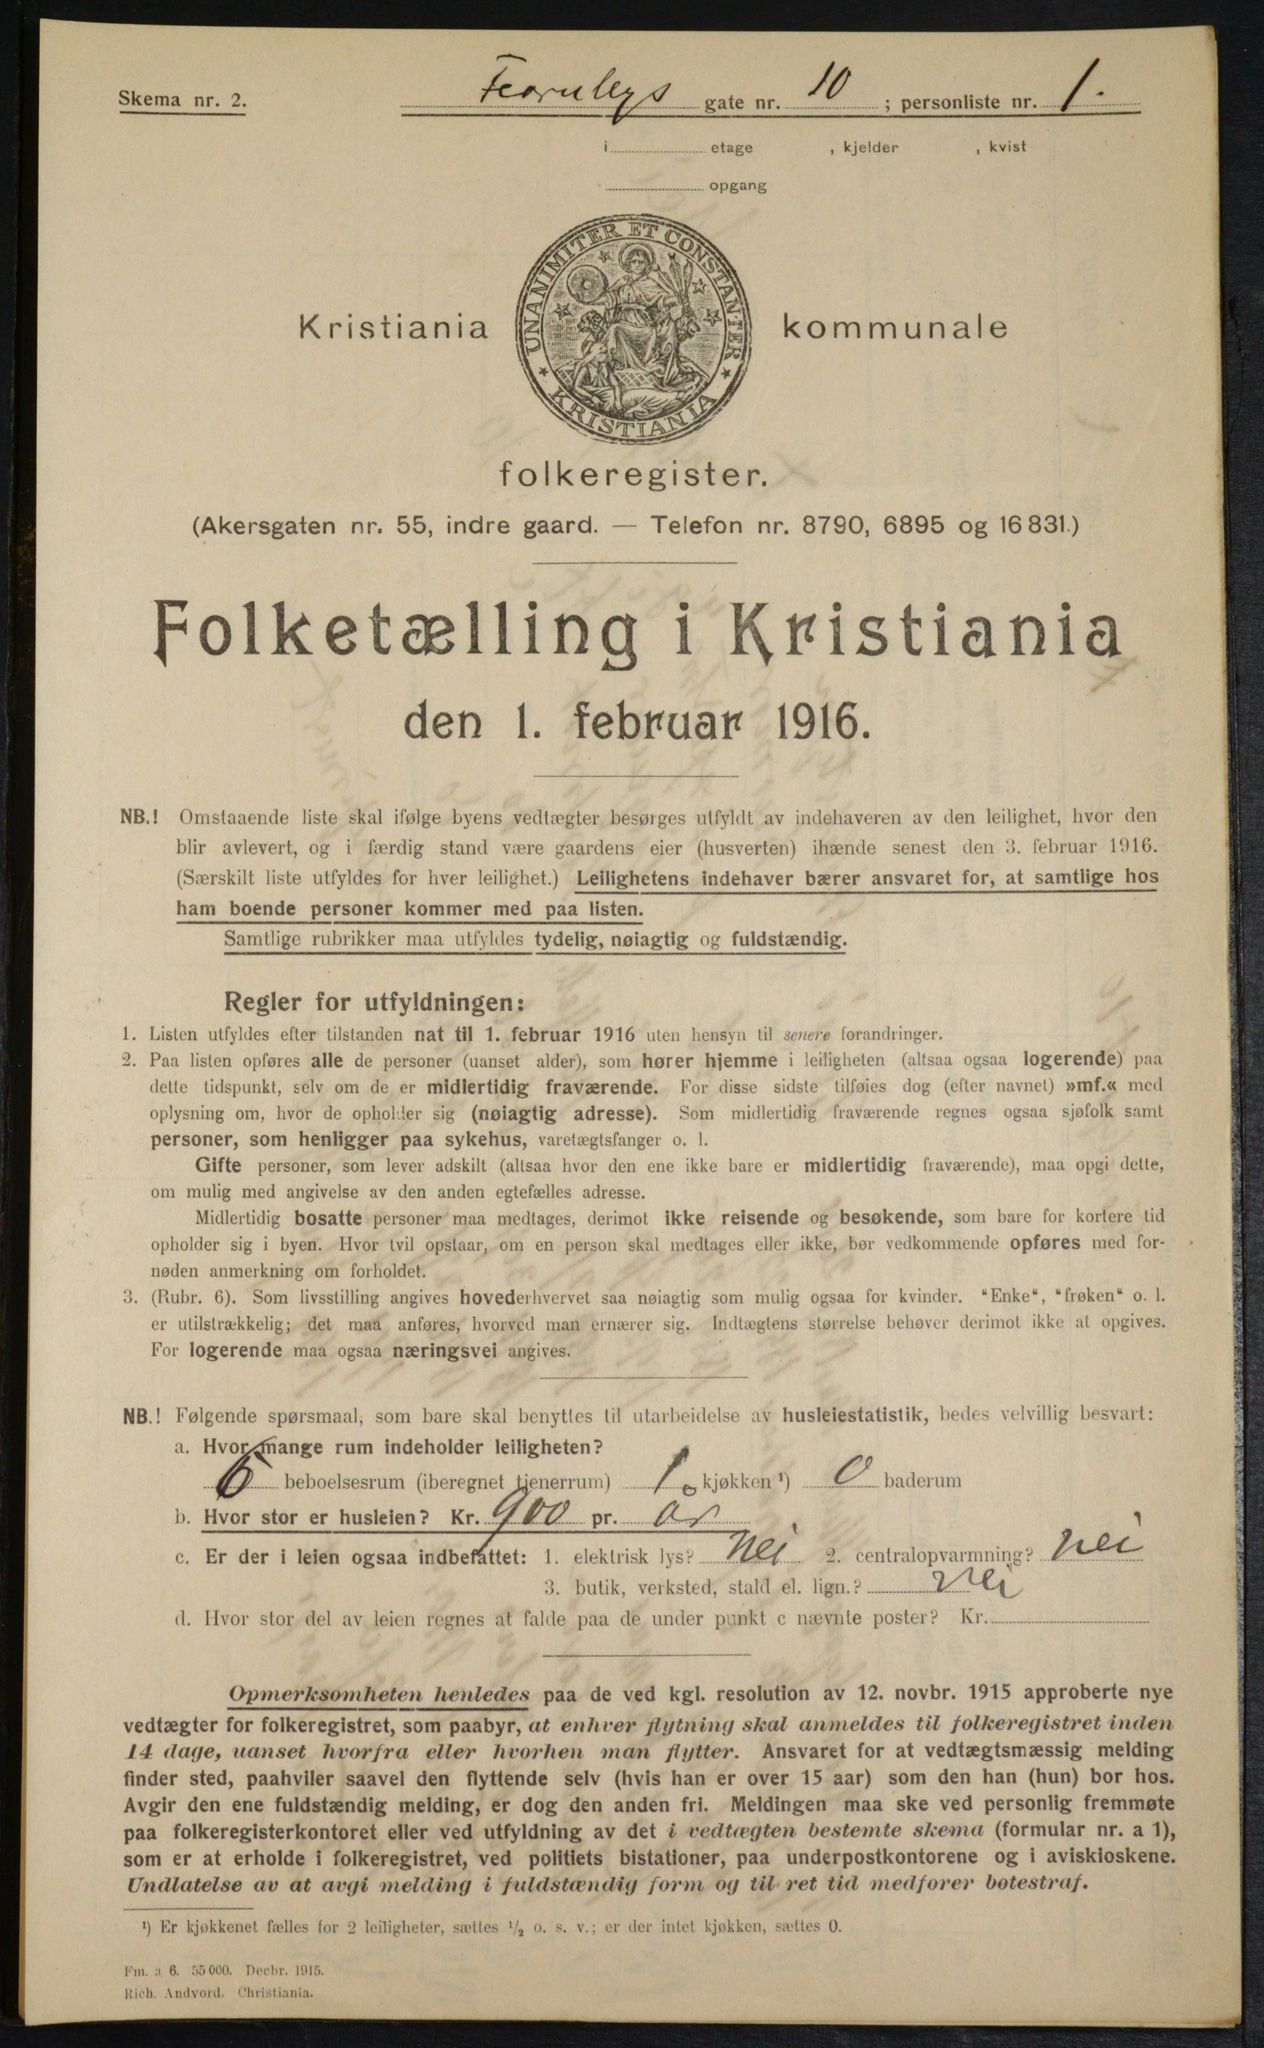 Skema nr. 2.
Fearnleys gate nr. 10 ; personliste nr. 1.
i etage , kjelder , kvist
opgang
UNANIMITER ET CONSTANTER
KRISTIANIA
Kristiania kommunale
folkeregister.
(Akersgaten nr. 55, indre gaard. — Telefon nr. 8790, 6895 og 16 831.)
Folketælling i Kristiania
den 1. februar 1916.
NB.! Omstaaende liste skal ifølge byens vedtægter besørges utfyldt av indehaveren av den leilighet, hvor den
blir avlevert, og i færdig stand være gaardens eier (husverten) ihænde senest den 3. februar 1916.
(Særskilt liste utfyldes for hver leilighet.) Leilighetens indehaver bærer ansvaret for, at samtlige hos
ham boende personer kommer med paa listen.
Samtlige rubrikker maa utfyldes tydelig, nøiagtig og fuldstændig.
Regler for utfyldningen:
1. Listen utfyldes efter tilstanden nat til 1. februar 1916 uten hensyn til senere forandringer.
2. Paa listen opføres alle de personer (uanset alder), som hører hjemme i leiligheten (altsaa ogsaa logerende) paa
dette tidspunkt, selv om de er midlertidig fraværende. For disse sidste tilføies dog (efter navnet) »mf.« med
oplysning om, hvor de opholder sig (nøiagtig adresse). Som midlertidig fraværende regnes ogsaa sjøfolk samt
personer, som henligger paa sykehus, varetægtsfanger o. l.
Gifte personer, som lever adskilt (altsaa hvor den ene ikke bare er midlertidig fraværende), maa opgi dette,
om mulig med angivelse av den anden egtefælles adresse.
Midlertidig bosatte personer maa medtages, derimot ikke reisende og besøkende, som bare for kortere tid
opholder sig i byen. Hvor tvil opstaar, om en person skal medtages eller ikke, bør vedkommende opføres med for-
nøden anmerkning om forholdet.
3. (Rubr. 6). Som livsstilling angives hovederhvervet saa nøiagtig som mulig ogsaa for kvinder. "Enke", "frøken" o. l.
er utilstrækkelig; det maa anføres, hvorved man ernærer sig. Indtægtens størrelse behøver derimot ikke at opgives.
For logerende maa ogsaa næringsvei angives.
NB.! Følgende spørsmaal, som bare skal benyttes til utarbeidelse av husleiestatistik, bedes velvillig besvart:
a. Hvor mange rum indeholder leiligheten?
beboelsesrum (iberegnet tjenerrum) 1 kjøkken ¹) 0 baderum
b. Hvor stor er husleien? Kr. 900 pr. år
c. Er der i leien ogsaa indbefattet: 1. elektrisk lys? Nei 2. centralopvarmning? nei
3. butik, verksted, stald el. lign.? nei
d. Hvor stor del av leien regnes at falde paa de under punkt c nævnte poster? Kr.
Opmerksomheten henledes paa de ved kgl. resolution av 12. novbr. 1915 approberte nye
vedtægter for folkeregistret, som paabyr, at enhver flytning skal anmeldes til folkeregistret inden
14 dage, uanset hvorfra eller hvorhen man flytter. Ansvaret for at vedtægtsmæssig melding
finder sted, paahviler saavel den flyttende selv (hvis han er over 15 aar) som den han (hun) bor hos.
Avgir den ene fuldstændig melding, er dog den anden fri. Meldingen maa ske ved personlig fremmøte
paa folkeregisterkontoret eller ved utfyldning av det i vedtægten bestemte skema (formular nr. a 1),
som er at erholde i folkeregistret, ved politiets bistationer, paa underpostkontorene og i aviskioskene.
Undlatelse av at avgi melding i fuldstændig form og til ret tid medfører bøtestraf.
¹) Er kjøkkenet fælles for 2 leiligheter, sættes ½ o. s. v.; er der intet kjøkken, sættes 0.
Fm. a 6. 55 000. Decbr. 1915.
Rich. Andvord. Christiania.